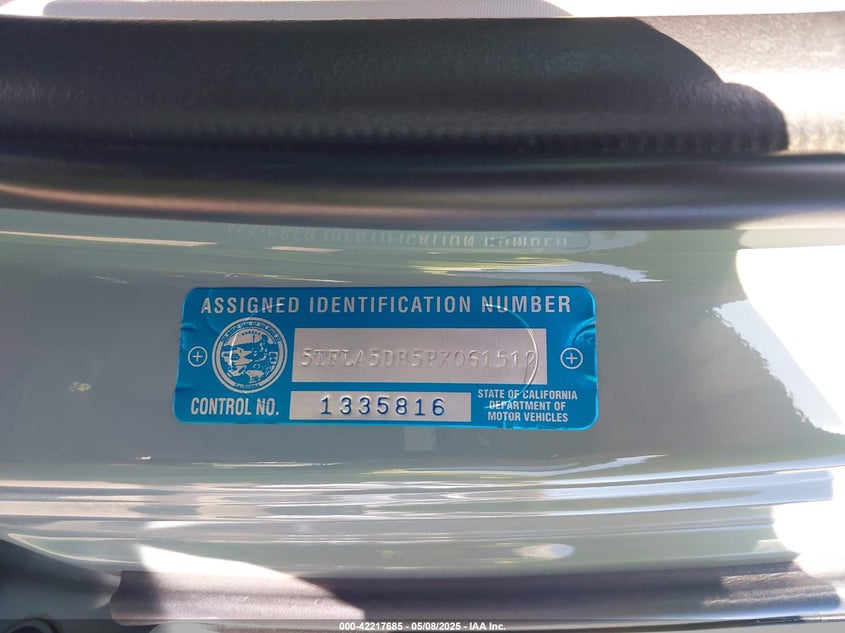 ASSIGNED IDENTIFICATION NUMBER
5TFLA5DB5PX061512
CONTROL NO.
1335816
STATE OF CALIFORNIA
DEPARTMENT OF
MOTOR VEHICLES
000-42217685 - 05/08/2025 - IAA Inc.